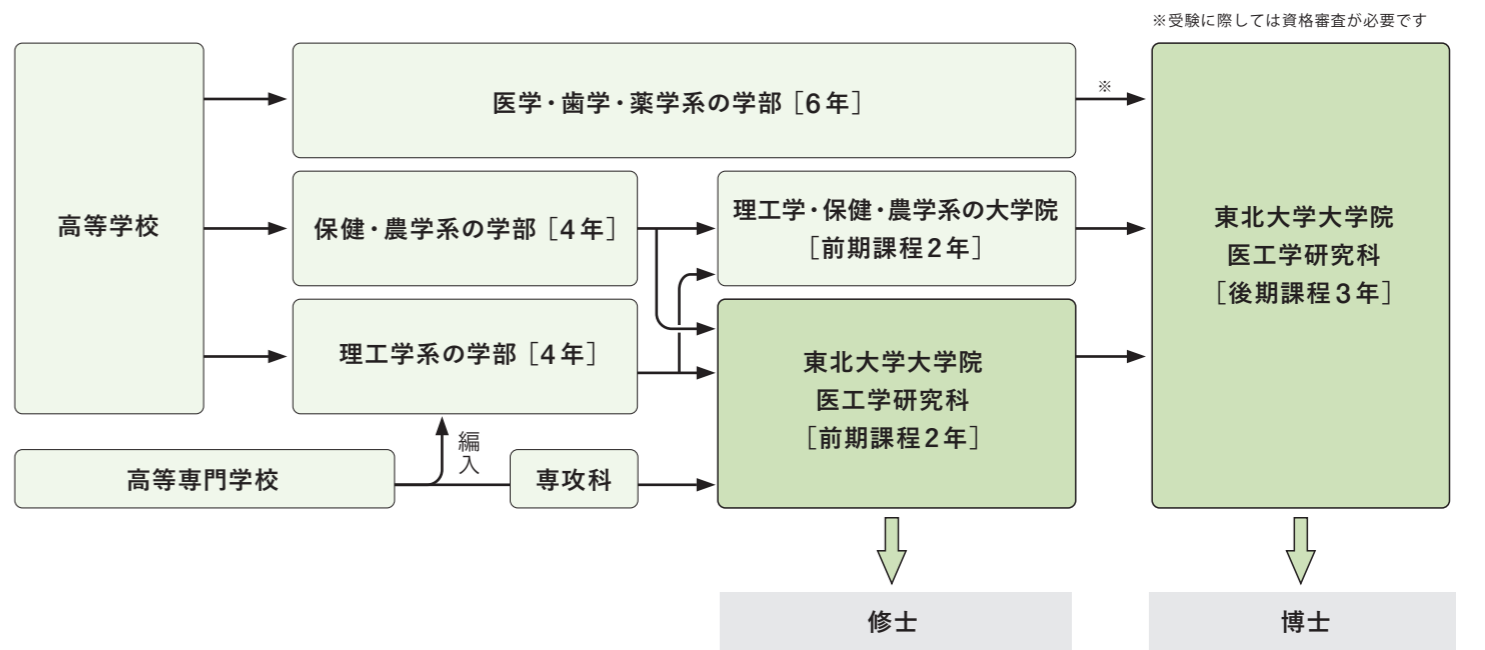 ※受験に際しては資格審査が必要です
高等学校
医学・歯学・薬学系の学部［6年］
※
保健・農学系の学部［4年］
理工学・保健・農学系の大学院
［前期課程2年］
東北大学大学院
医工学研究科
［後期課程3年］
理工学系の学部［4年］
東北大学大学院
医工学研究科
［前期課程2年］
編入
高等専門学校
専攻科
修士
博士